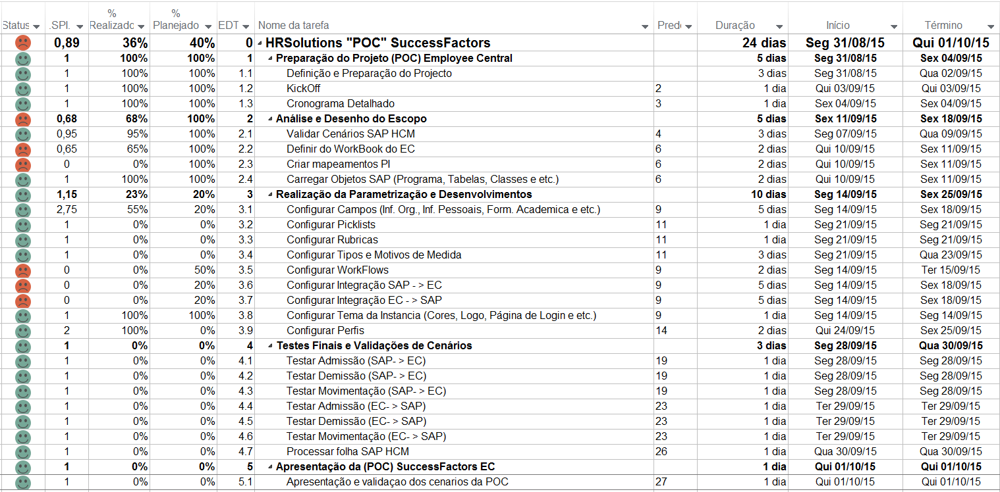 Status .SPI. % Realizado % Planejado EDT Nome da tarefa Prede Duração Início Término
0,89 36% 40% 0 HRSolutions "POC" SuccessFactors 24 dias Seg 31/08/15 Qui 01/10/15
1 100% 100% 1 Preparação do Projeto (POC) Employee Central 5 dias Seg 31/08/15 Sex 04/09/15
1 100% 100% 1.1 Definição e Preparação do Projecto 3 dias Seg 31/08/15 Qua 02/09/15
1 100% 100% 1.2 KickOff 2 1 dia Qui 03/09/15 Qui 03/09/15
1 100% 100% 1.3 Cronograma Detalhado 3 1 dia Sex 04/09/15 Sex 04/09/15
0,68 68% 100% 2 Análise e Desenho do Escopo 5 dias Sex 11/09/15 Sex 18/09/15
0,95 95% 100% 2.1 Validar Cenários SAP HCM 4 3 dias Seg 07/09/15 Qua 09/09/15
0,65 65% 100% 2.2 Definir do WorkBook do EC 6 2 dias Qui 10/09/15 Sex 11/09/15
0 0% 100% 2.3 Criar mapeamentos PI 6 2 dias Qui 10/09/15 Sex 11/09/15
1 100% 100% 2.4 Carregar Objetos SAP (Programa, Tabelas, Classes e etc.) 6 2 dias Qui 10/09/15 Sex 11/09/15
1,15 23% 20% 3 Realização da Parametrização e Desenvolvimentos 10 dias Seg 14/09/15 Sex 25/09/15
2,75 55% 20% 3.1 Configurar Campos (Inf. Org., Inf. Pessoais, Form. Academica e etc.) 9 5 dias Seg 14/09/15 Sex 18/09/15
1 0% 0% 3.2 Configurar Picklists 11 1 dia Seg 21/09/15 Seg 21/09/15
1 0% 0% 3.3 Configurar Rubricas 11 1 dia Seg 21/09/15 Seg 21/09/15
1 0% 0% 3.4 Configurar Tipos e Motivos de Medida 11 3 dias Seg 21/09/15 Qua 23/09/15
0 0% 50% 3.5 Configurar WorkFlows 9 2 dias Seg 14/09/15 Ter 15/09/15
0 0% 20% 3.6 Configurar Integração SAP - > EC 9 5 dias Seg 14/09/15 Sex 18/09/15
0 0% 20% 3.7 Configurar Integração EC - > SAP 9 5 dias Seg 14/09/15 Sex 18/09/15
1 100% 100% 3.8 Configurar Tema da Instancia (Cores, Logo, Página de Login e etc.) 9 1 dia Seg 14/09/15 Seg 14/09/15
2 100% 0% 3.9 Configurar Perfis 14 2 dias Qui 24/09/15 Sex 25/09/15
1 0% 0% 4 Testes Finais e Validações de Cenários 3 dias Seg 28/09/15 Qua 30/09/15
1 0% 0% 4.1 Testar Admissão (SAP- > EC) 19 1 dia Seg 28/09/15 Seg 28/09/15
1 0% 0% 4.2 Testar Demissão (SAP- > EC) 19 1 dia Seg 28/09/15 Seg 28/09/15
1 0% 0% 4.3 Testar Movimentação (SAP- > EC) 19 1 dia Seg 28/09/15 Seg 28/09/15
1 0% 0% 4.4 Testar Admissão (EC- > SAP) 23 1 dia Ter 29/09/15 Ter 29/09/15
1 0% 0% 4.5 Testar Demissão (EC- > SAP) 23 1 dia Ter 29/09/15 Ter 29/09/15
1 0% 0% 4.6 Testar Movimentação (EC- > SAP) 23 1 dia Ter 29/09/15 Ter 29/09/15
1 0% 0% 4.7 Processar folha SAP HCM 26 1 dia Qua 30/09/15 Qua 30/09/15
1 0% 0% 5 Apresentação da (POC) SuccessFactors EC 1 dia Qui 01/10/15 Qui 01/10/15
1 0% 0% 5.1 Apresentação e validaçao dos cenarios da POC 27 1 dia Qui 01/10/15 Qui 01/10/15